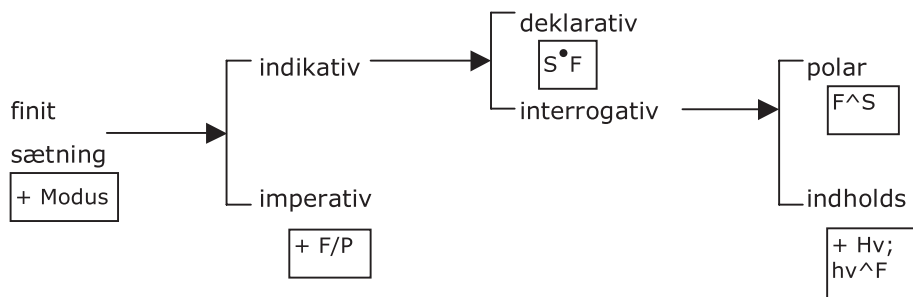 deklarativ
S•F
indikativ
interrogativ
polar
F^S
finit
sætning
+ Modus
imperativ
+ F/P
indholds
+ Hv;
hv^F